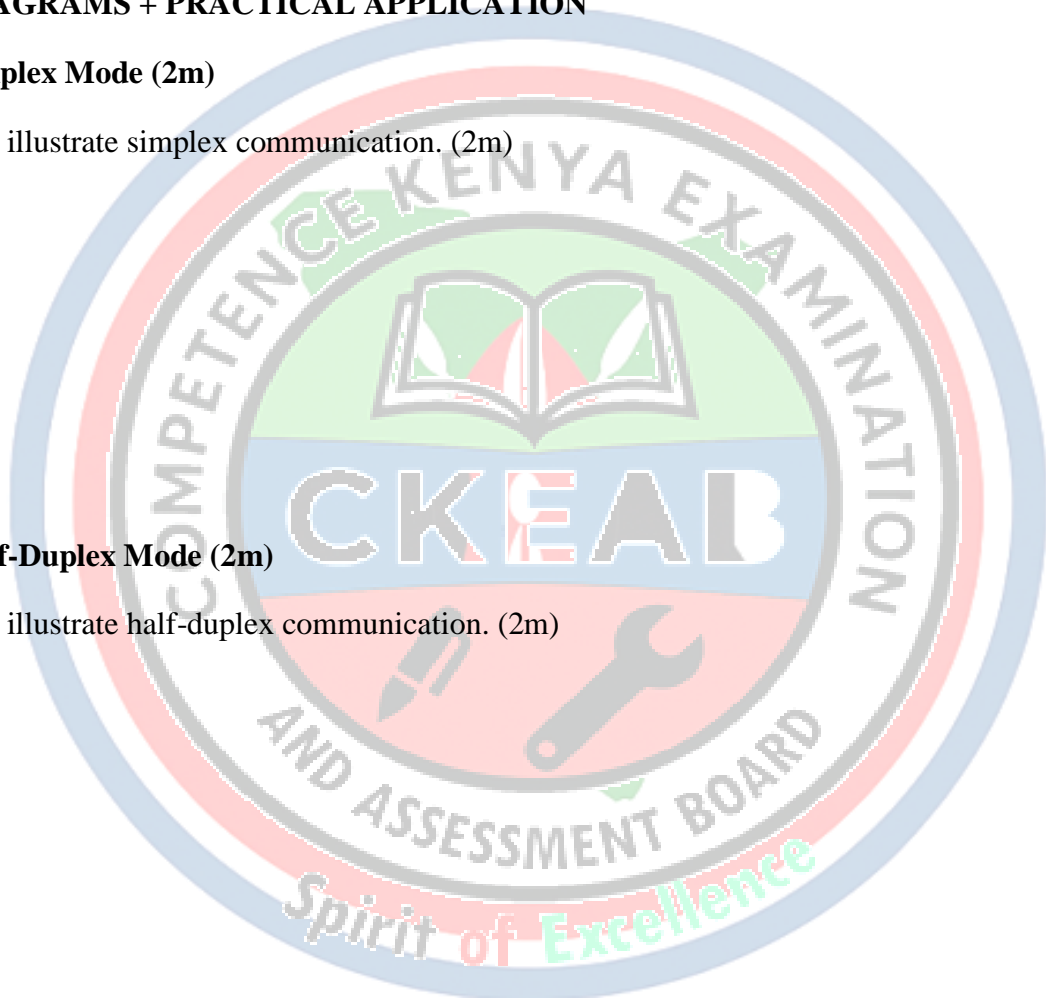 AGRAMS + PRACTICAL APPLICATION
plex Mode (2m)
illustrate simplex communication. (2m)
COMPETENCE KENYA EXAMINATION
CKEAB
f-Duplex Mode (2m)
illustrate half-duplex communication. (2m)
AND ASSESSMENT BOARD
Spirit of Excellence